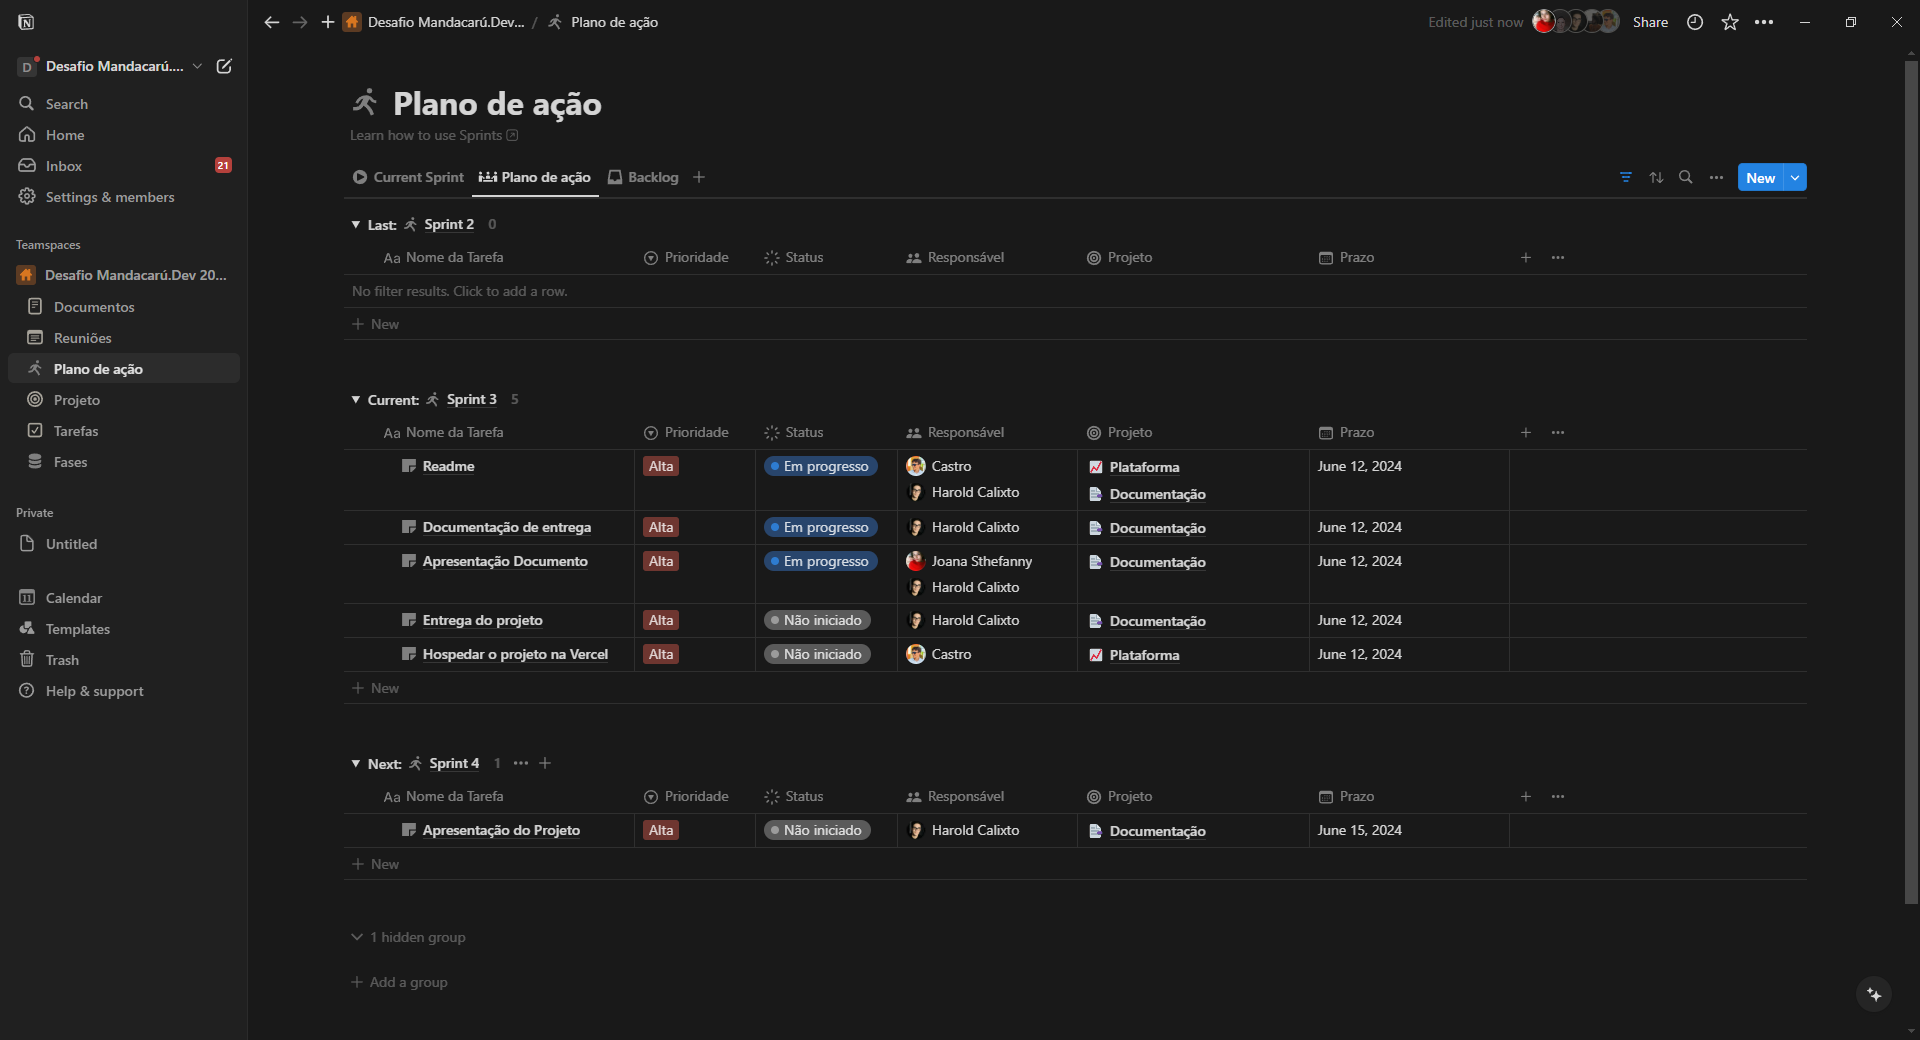 Desafio Mandacarú....
Search
Home
Inbox 21
Settings & members
Teamspaces
Desafio Mandacarú.Dev 20...
Documentos
Reuniões
Plano de ação
Projeto
Tarefas
Fases
Private
Untitled
Calendar
Templates
Trash
Help & support
Desafio Mandacarú.Dev... / Plano de ação
Edited just now Share
Plano de ação
Learn how to use Sprints
Current Sprint Plano de ação Backlog
New
Last: Sprint 2 0
Aa Nome da Tarefa Prioridade Status Responsável Projeto Prazo
No filter results. Click to add a row.
New
Current: Sprint 3 5
Aa Nome da Tarefa Prioridade Status Responsável Projeto Prazo
Readme Alta Em progresso Castro Plataforma June 12, 2024
Harold Calixto Documentação
Documentação de entrega Alta Em progresso Harold Calixto Documentação June 12, 2024
Apresentação Documento Alta Em progresso Joana Sthefanny Documentação June 12, 2024
Harold Calixto
Entrega do projeto Alta Não iniciado Harold Calixto Documentação June 12, 2024
Hospedar o projeto na Vercel Alta Não iniciado Castro Plataforma June 12, 2024
New
Next: Sprint 4 1
Aa Nome da Tarefa Prioridade Status Responsável Projeto Prazo
Apresentação do Projeto Alta Não iniciado Harold Calixto Documentação June 15, 2024
New
1 hidden group
Add a group